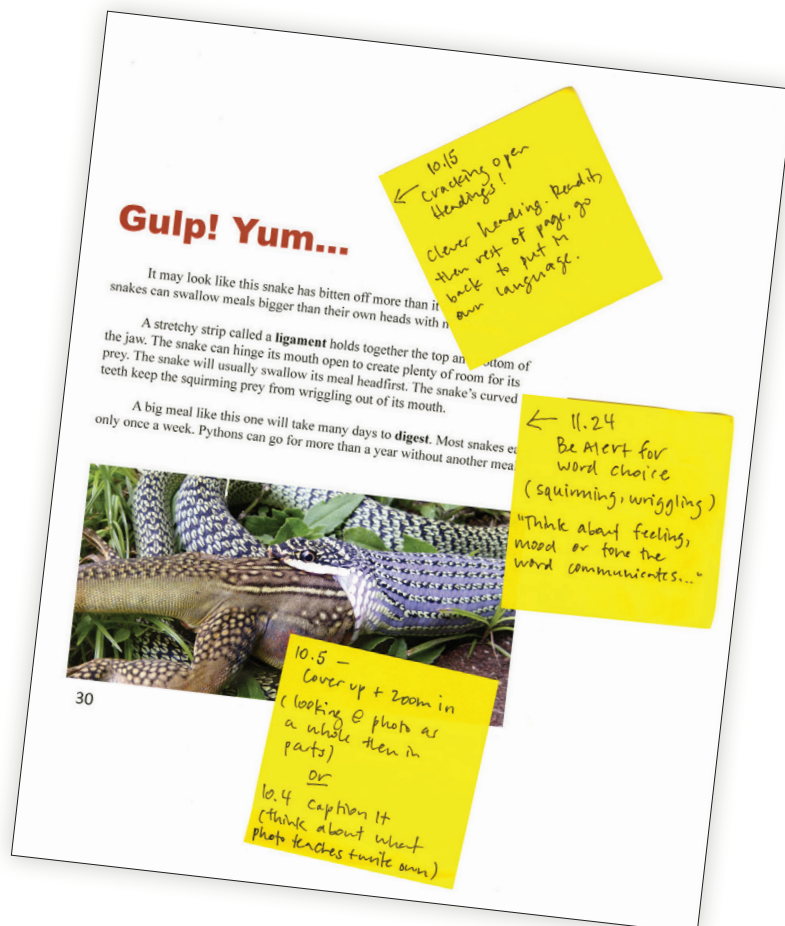 Gulp! Yum...
It may look like this snake has bitten off more than it
snakes can swallow meals bigger than their own heads with
A stretchy strip called a ligament holds together the top an ottom of
the jaw. The snake can hinge its mouth open to create plenty of room for its
prey. The snake will usually swallow its meal headfirst. The snake's curved
teeth keep the squirming prey from wriggling out of its mouth.
A big meal like this one will take many days to digest. Most snakes ea
only once a week. Pythons can go for more than a year without another mea
30
← 10.15
Cracking open
Headings!
Clever heading. Read it,
then rest of page, go
back to put in
own language.
← 11.24
Be Alert for
word choice
(squirming, wriggling)
"Think about feeling,
mood or tone the
word communicates..."
10.5 –
Cover up + Zoom in
(looking @ photo as
a whole then in
parts)
or
10.4 Caption It
(think about what
photo teaches + write own)